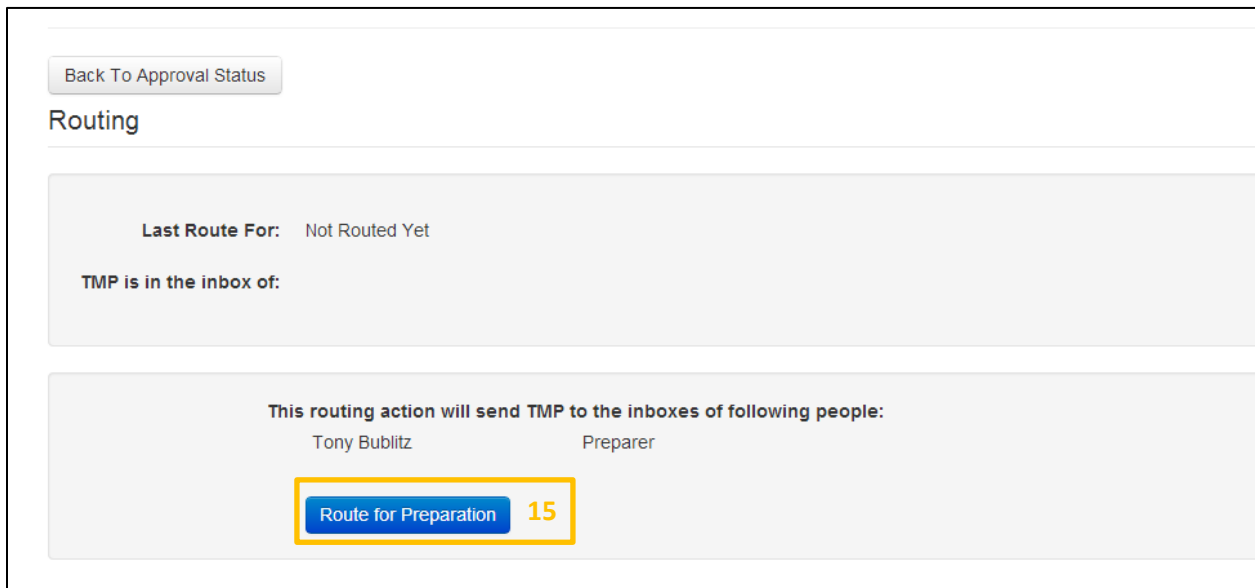 Back To Approval Status
Routing
Last Route For: Not Routed Yet
TMP is in the inbox of:
This routing action will send TMP to the inboxes of following people:
Tony Bublitz Preparer
Route for Preparation 15